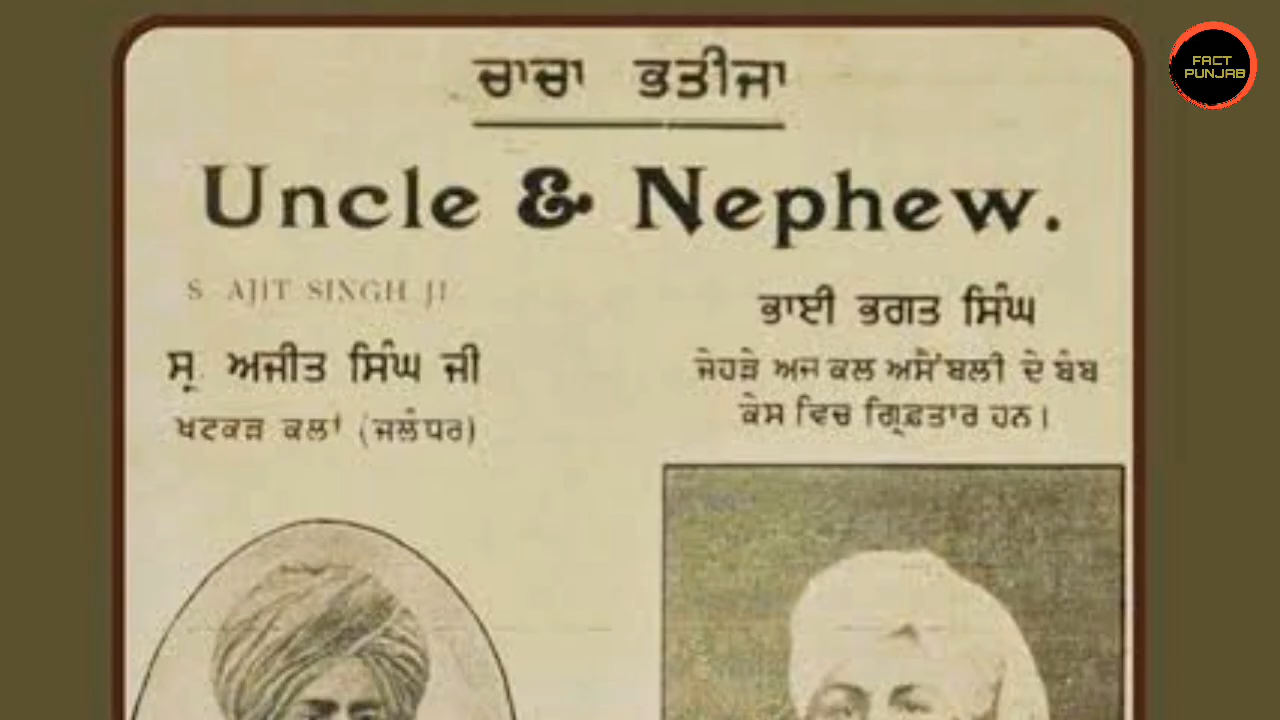 ਚਾਚਾ ਭਤੀਜਾ
Uncle & Nephew.
S. AJIT SINGH JI
ਸ੍ਰ. ਅਜੀਤ ਸਿੰਘ ਜੀ
ਖਟਕੜ ਕਲਾਂ (ਜਲੰਧਰ)
ਭਾਈ ਭਗਤ ਸਿੰਘ
ਜੇਹੜੇ ਅਜ ਕਲ ਅਸੈਂਬਲੀ ਦੇ ਬੰਬ
ਕੇਸ ਵਿਚ ਗ੍ਰਿਫ਼ਤਾਰ ਹਨ।
FACT
PUNJAB